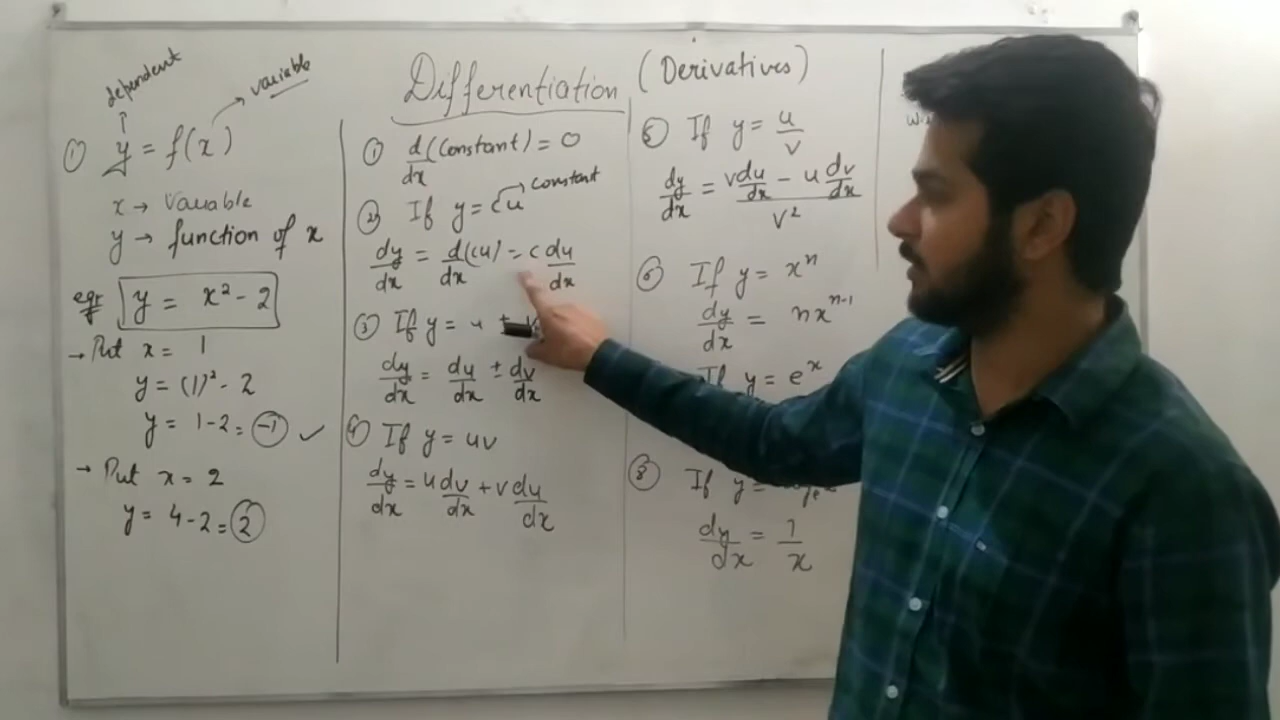 Differentiation (Derivatives)
dependent
variable
① y = f(x)
x → variable
y → function of x
y = x² - 2
→ Put x = 1
y = (1)² - 2
y = 1 - 2 = -1 ✓
→ Put x = 2
y = 4 - 2 = 2
① d/dx (Constant) = 0
② If y = cu → constant
dy/dx = d(cu)/dx = c du/dx
③ If y = u ±
dy/dx = du/dx ± dv/dx
④ If y = uv
dy/dx = u dv/dx + v du/dx
⑤ If y = u/v
dy/dx = (v du/dx - u dv/dx)/v²
⑥ If y = xⁿ
dy/dx = nxⁿ⁻¹
If y = eˣ
⑧ If y =
dy/dx = 1/x